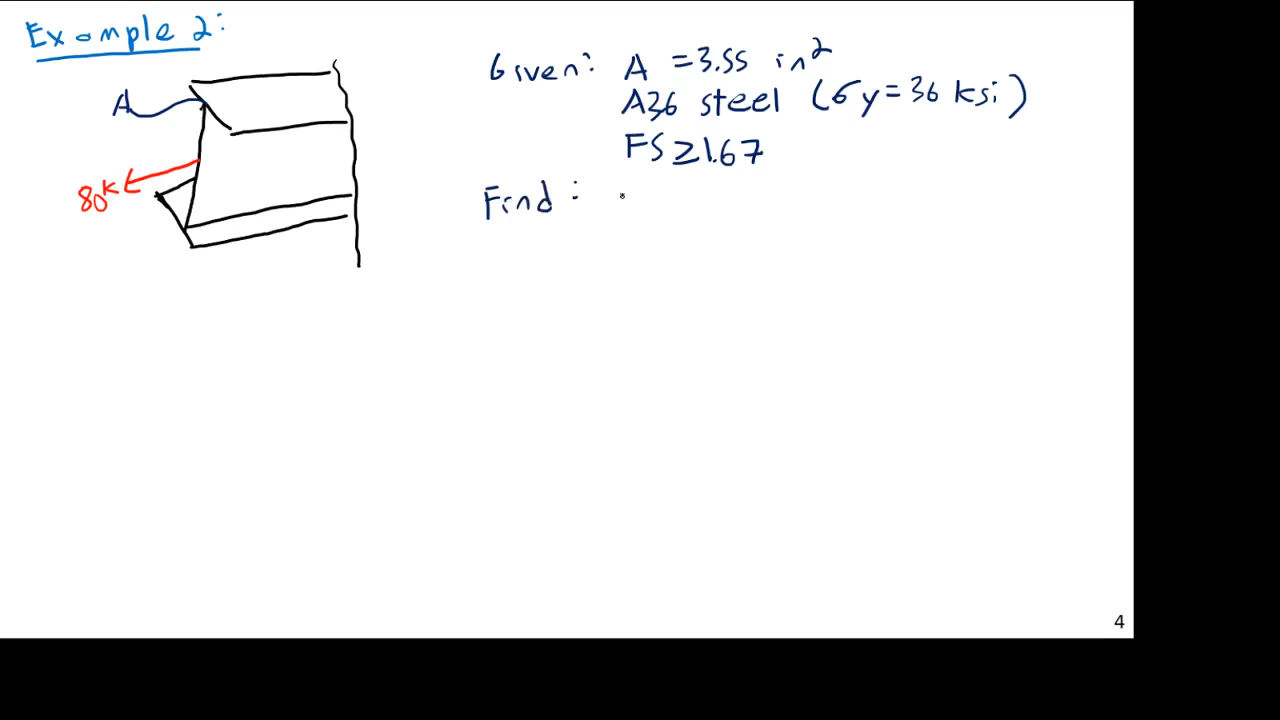 Example 2:
Given: A = 3.55 in²
A
A36 steel (σy = 36 ksi)
FS ≥ 1.67
80ᴷ
Find:
4